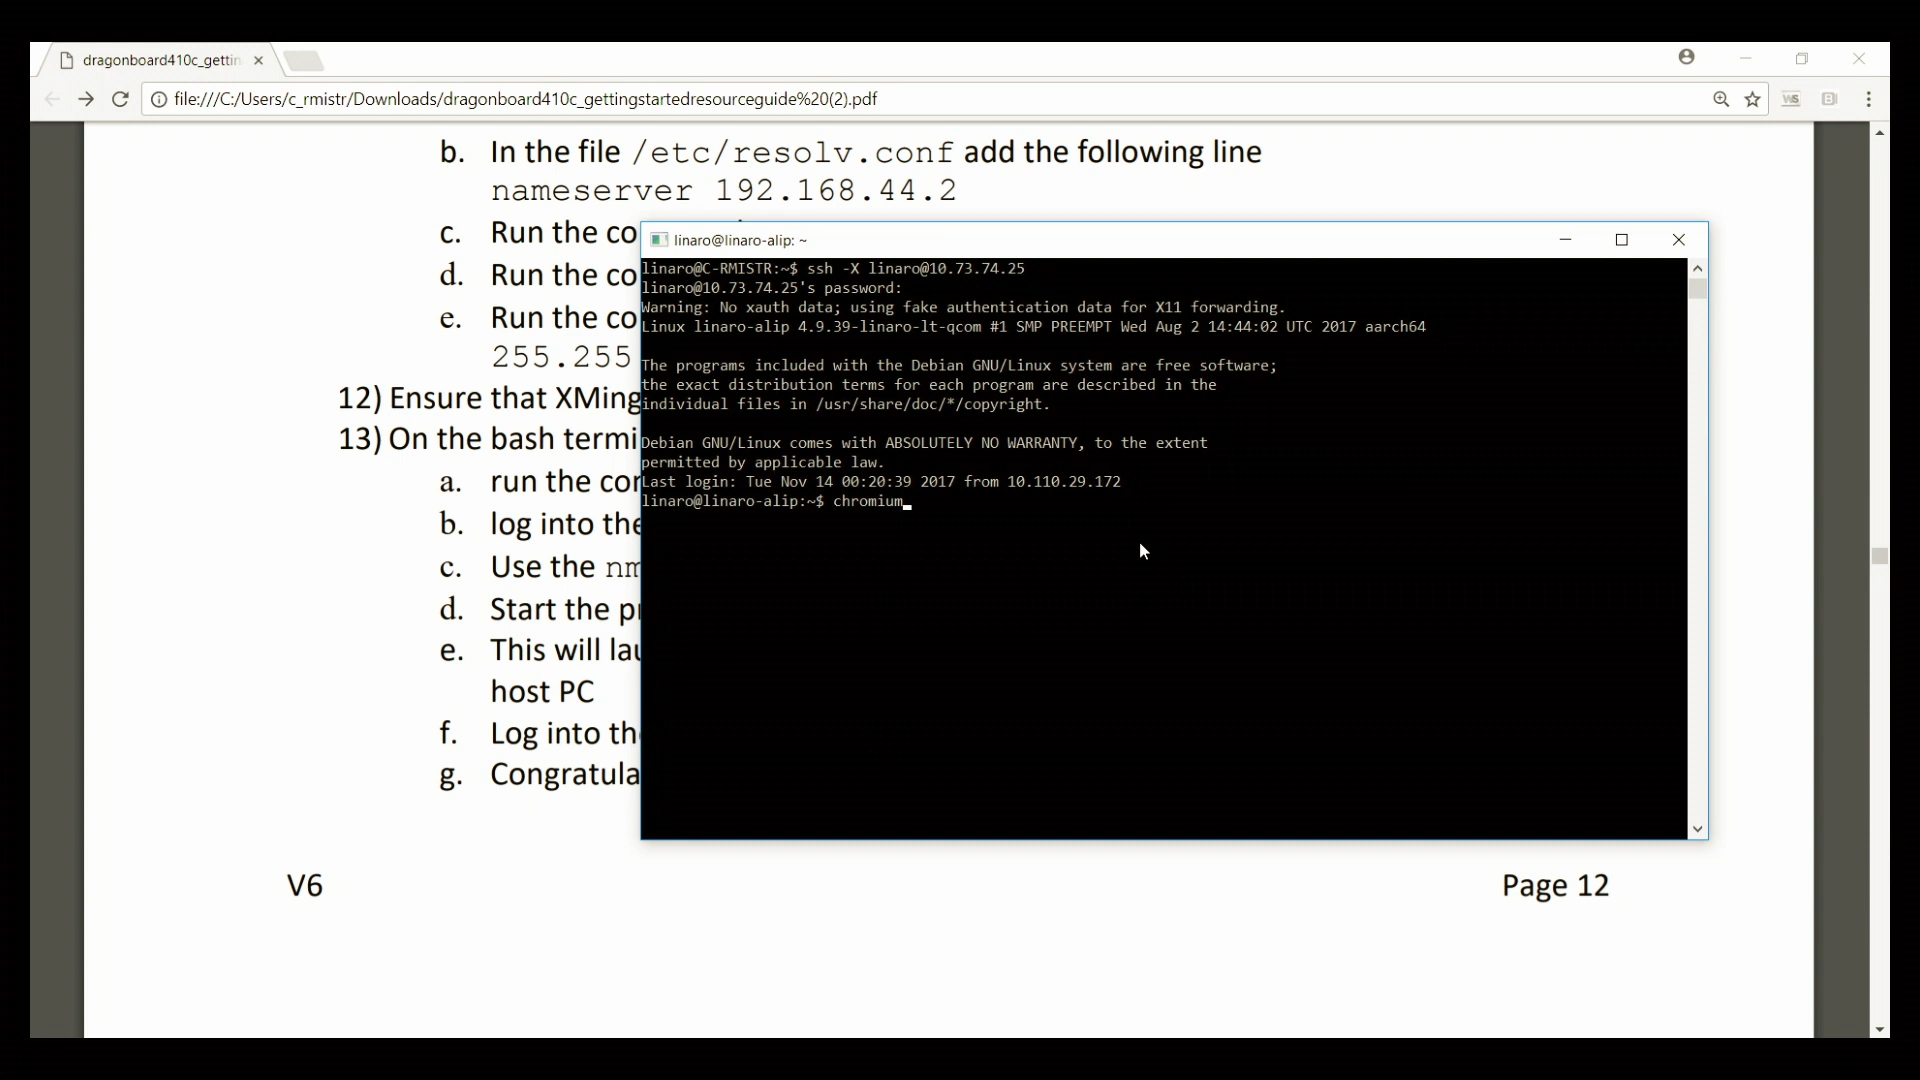 dragonboard410c_gettin
file:///C:/Users/c_rmistr/Downloads/dragonboard410c_gettingstartedresourceguide%20(2).pdf
b. In the file /etc/resolv.conf add the following line
nameserver 192.168.44.2
c. Run the co
d. Run the co
e. Run the co
255.255
12) Ensure that XMing
13) On the bash termi
a. run the cor
b. log into the
c. Use the nm
d. Start the pr
e. This will lau
host PC
f. Log into th
g. Congratula
V6
Page 12
linaro@linaro-alip: ~
linaro@C-RMISTR:~$ ssh -X linaro@10.73.74.25
linaro@10.73.74.25's password:
Warning: No xauth data; using fake authentication data for X11 forwarding.
Linux linaro-alip 4.9.39-linaro-lt-qcom #1 SMP PREEMPT Wed Aug 2 14:44:02 UTC 2017 aarch64
The programs included with the Debian GNU/Linux system are free software;
the exact distribution terms for each program are described in the
individual files in /usr/share/doc/*/copyright.
Debian GNU/Linux comes with ABSOLUTELY NO WARRANTY, to the extent
permitted by applicable law.
Last login: Tue Nov 14 00:20:39 2017 from 10.110.29.172
linaro@linaro-alip:~$ chromium